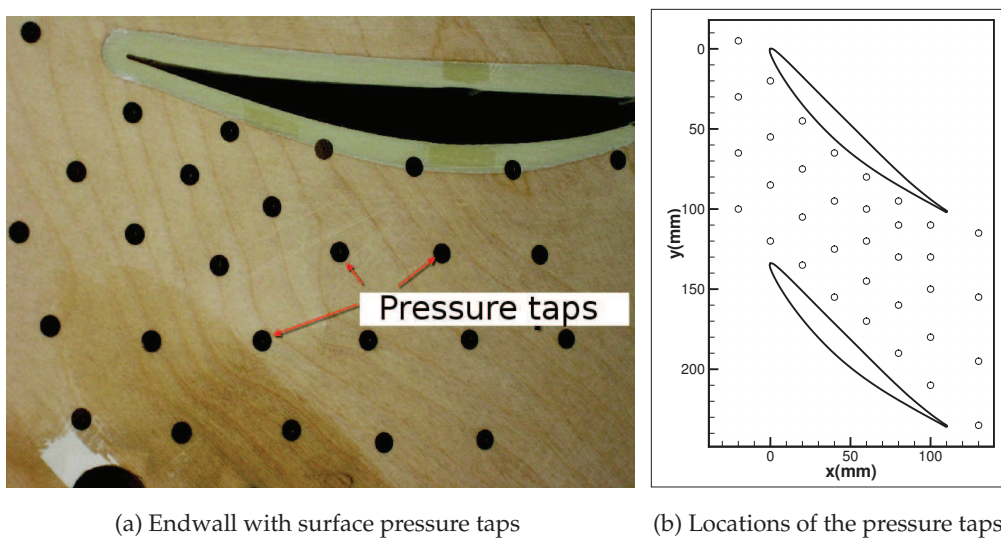 Pressure taps
0
50
100
150
200
y(mm)
0
50
100
x(mm)
(a) Endwall with surface pressure taps
(b) Locations of the pressure taps